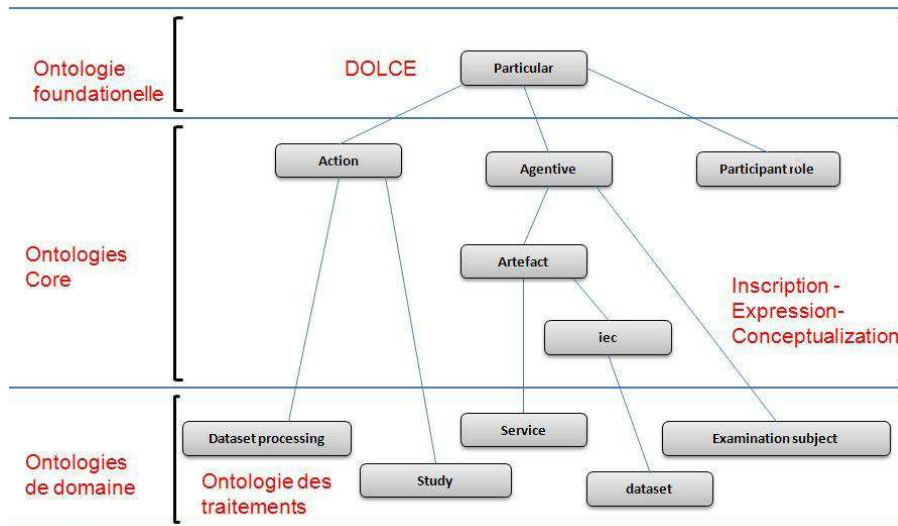 Ontologie
foundationelle
DOLCE
Particular
Action
Agentive
Participant role
Ontologies
Core
Artefact
iec
Inscription -
Expression-
Conceptualization
Ontologies
de domaine
Dataset processing
Service
Examination subject
Ontologie des
traitements
Study
dataset